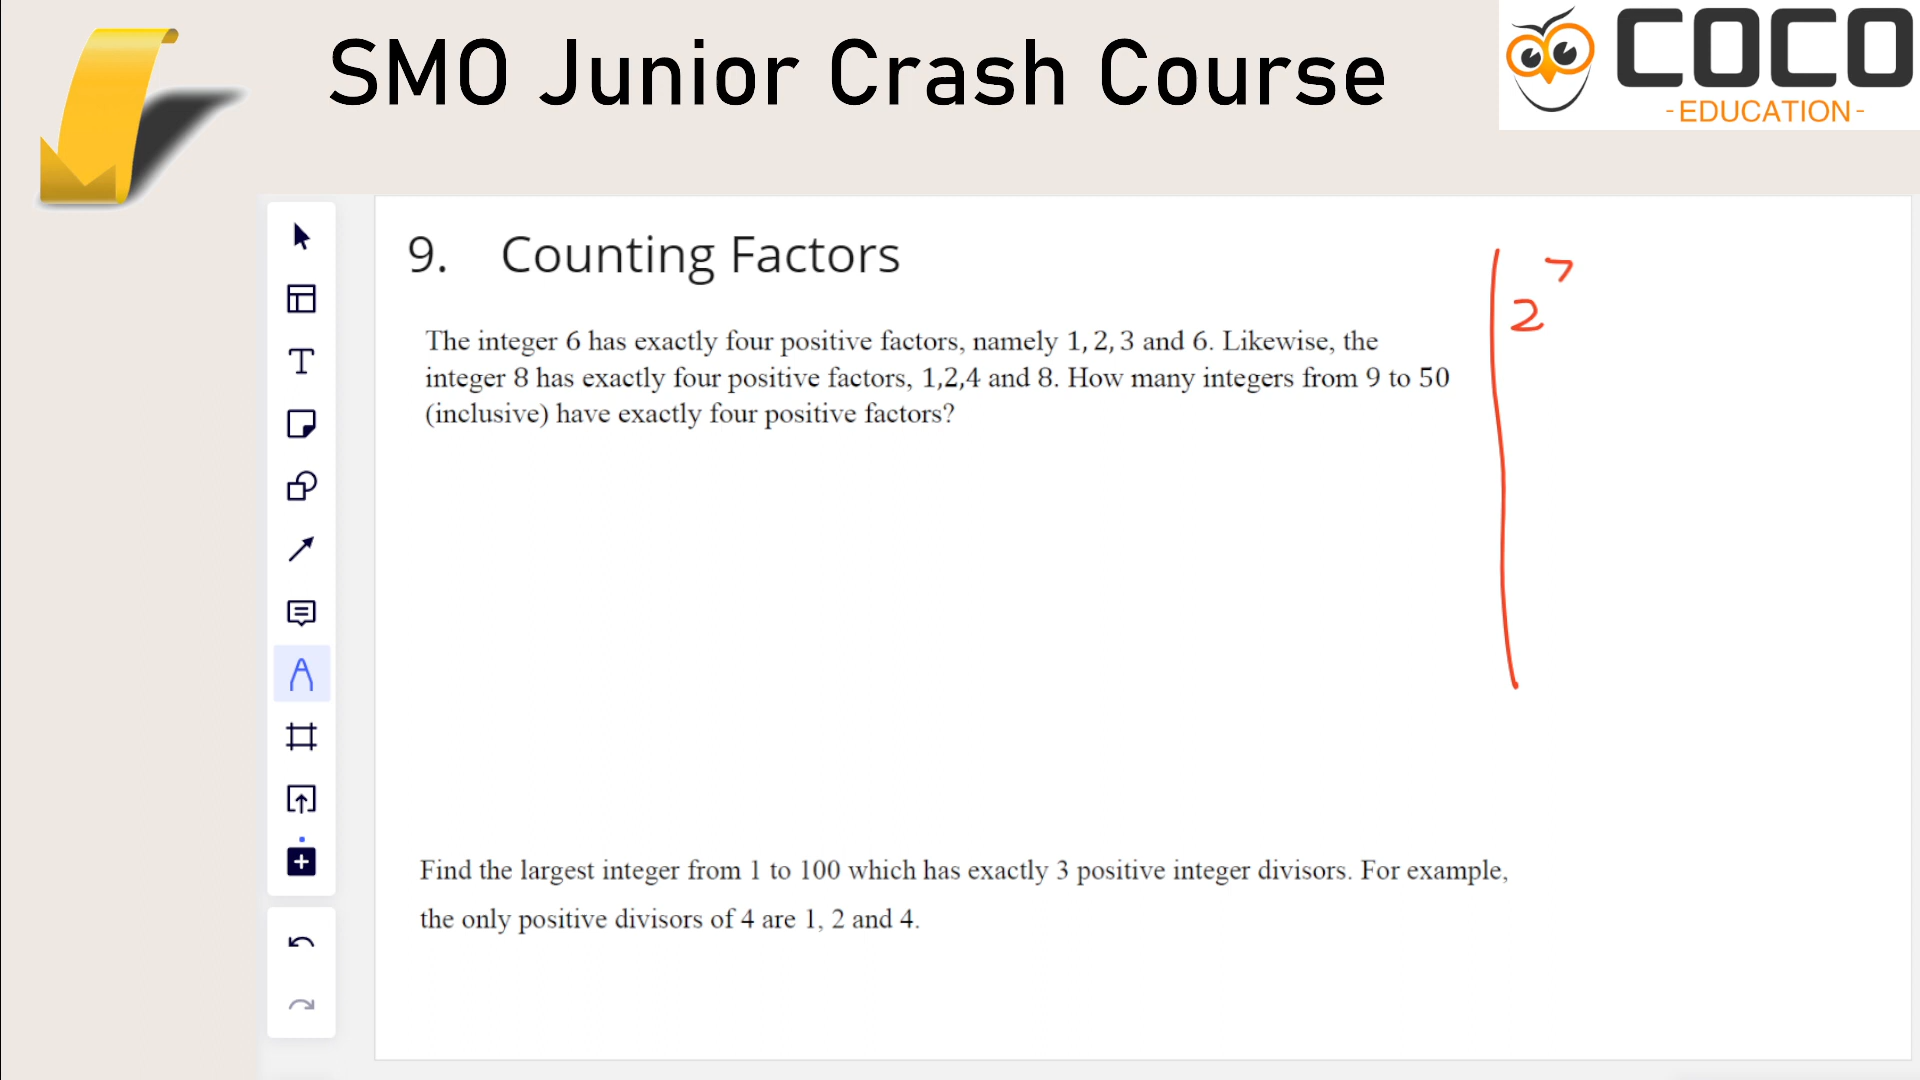 SMO Junior Crash Course
COCO
-EDUCATION-
9. Counting Factors
The integer 6 has exactly four positive factors, namely 1, 2, 3 and 6. Likewise, the
integer 8 has exactly four positive factors, 1,2,4 and 8. How many integers from 9 to 50
(inclusive) have exactly four positive factors?
2
Find the largest integer from 1 to 100 which has exactly 3 positive integer divisors. For example,
the only positive divisors of 4 are 1, 2 and 4.